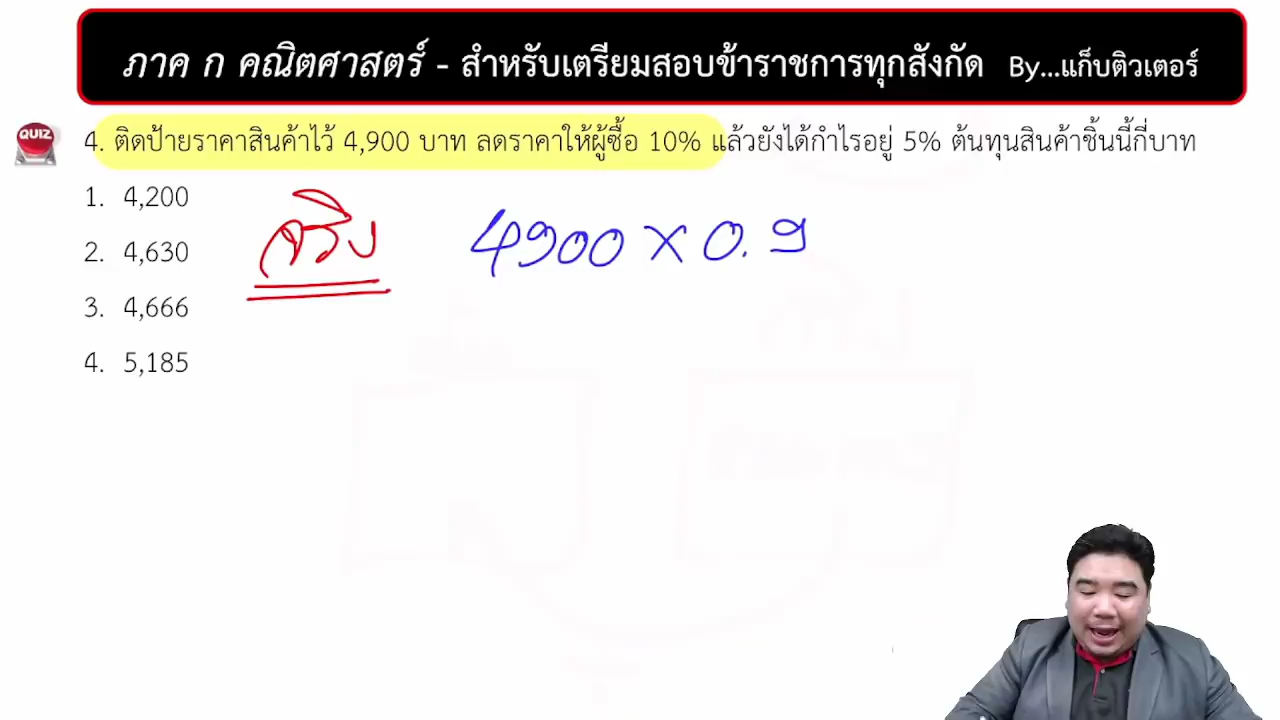 ภาค ก คณิตศาสตร์ - สำหรับเตรียมสอบข้าราชการทุกสังกัด By...แก็บติวเตอร์
QUIZ
4. ติดป้ายราคาสินค้าไว้ 4,900 บาท ลดราคาให้ผู้ซื้อ 10% แล้วยังได้กำไรอยู่ 5% ต้นทุนสินค้าชิ้นนี้กี่บาท
1. 4,200
จริง 4900 × 0.9
2. 4,630
3. 4,666
4. 5,185